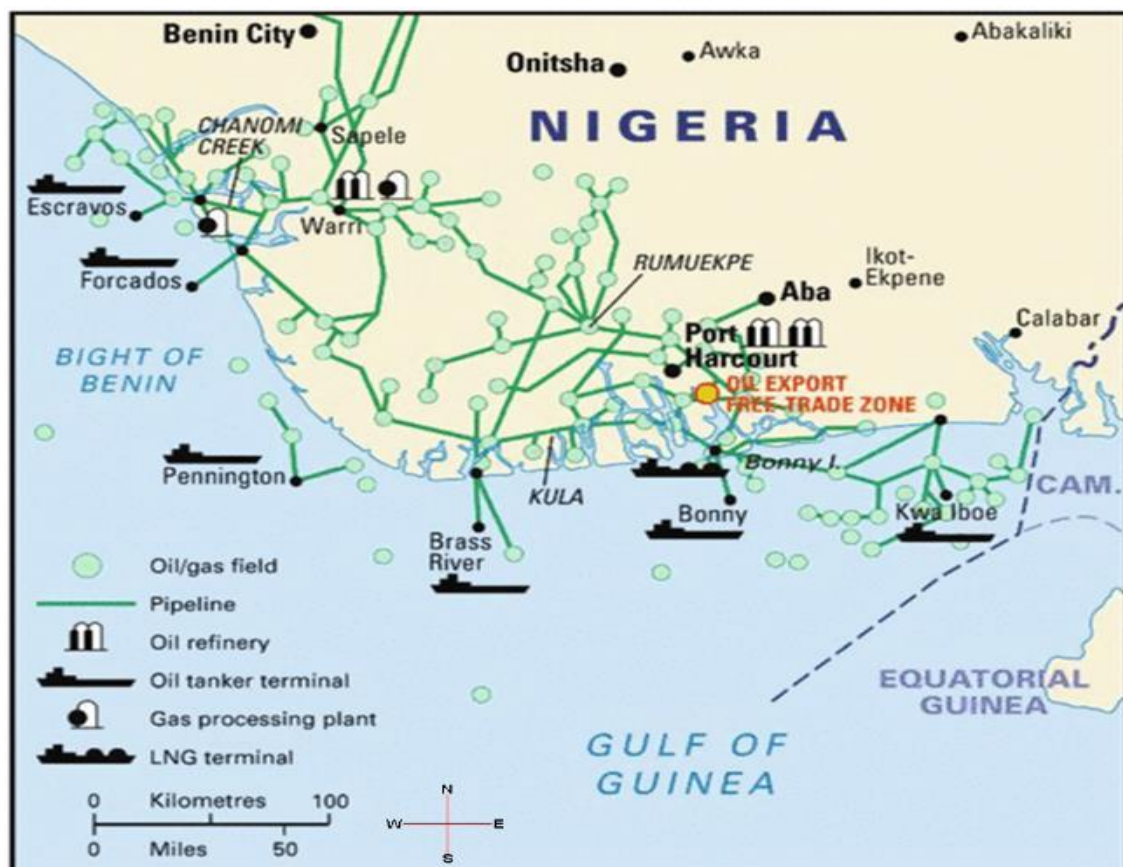 Benin City
Abakaliki
Awka
Onitsha
NIGERIA
CHANOMI
CREEK
Sapele
Escravos
Warri
Forcados
RUMUEKPE
Ikot-
Ekpene
Aba
Calabar
Port
Harcourt
BIGHT OF
BENIN
OIL EXPORT
FREE-TRADE ZONE
Pennington
KULA
Bonny I.
Bonny
Kwa Iboe
CAM.
Brass
River
Oil/gas field
Pipeline
Oil refinery
Oil tanker terminal
Gas processing plant
LNG terminal
EQUATORIAL
GUINEA
GULF OF
GUINEA
0 Kilometres 100
0 Miles 50
N
W E
S